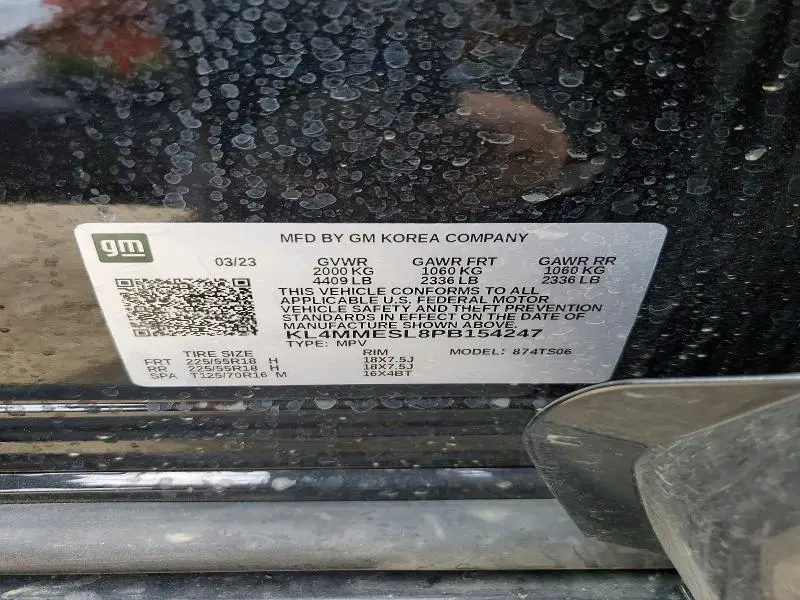 gm
MFD BY GM KOREA COMPANY
03/23 GVWR GAWR FRT GAWR RR
2000 KG 1060 KG 1060 KG
4409 LB 2336 LB 2336 LB
THIS VEHICLE CONFORMS TO ALL
APPLICABLE U.S. FEDERAL MOTOR
VEHICLE SAFETY AND THEFT PREVENTION
STANDARDS IN EFFECT ON THE DATE OF
MANUFACTURE SHOWN ABOVE.
KL4MMESL8PB154247
TYPE: MPV MODEL: 874TS06
TIRE SIZE RIM
FRT 225/55R18 H 18X7.5J
RR 225/55R18 H 18X7.5J
SPA T125/70R16 M 16X4BT